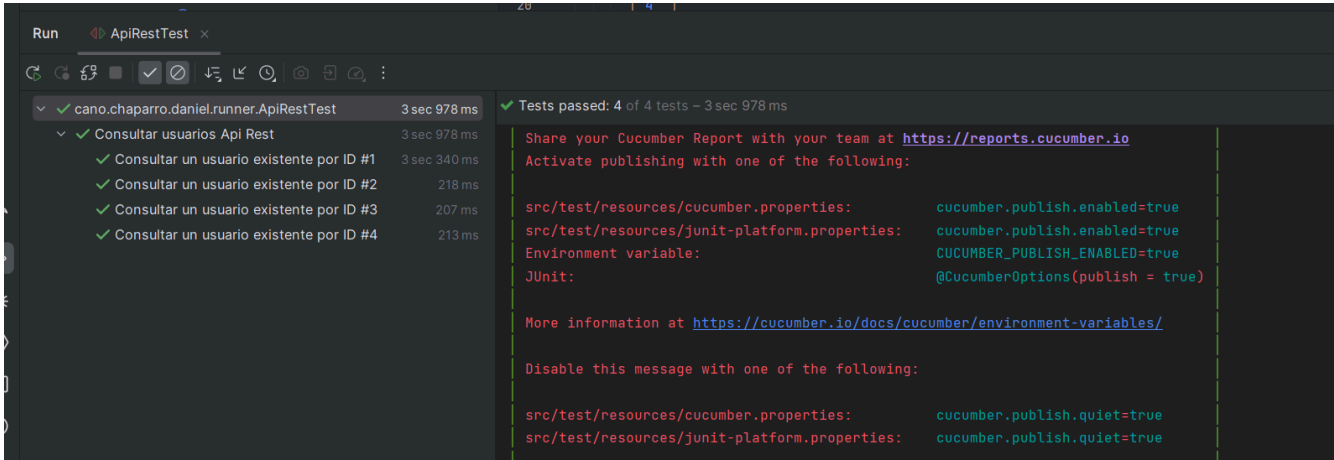 20 | 4 |
Run ApiRestTest ×
cano.chaparro.daniel.runner.ApiRestTest 3 sec 978 ms
Consultar usuarios Api Rest 3 sec 978 ms
Consultar un usuario existente por ID #1 3 sec 340 ms
Consultar un usuario existente por ID #2 218 ms
Consultar un usuario existente por ID #3 207 ms
Consultar un usuario existente por ID #4 213 ms
Tests passed: 4 of 4 tests – 3 sec 978 ms
Share your Cucumber Report with your team at https://reports.cucumber.io
Activate publishing with one of the following:
src/test/resources/cucumber.properties: cucumber.publish.enabled=true
src/test/resources/junit-platform.properties: cucumber.publish.enabled=true
Environment variable: CUCUMBER_PUBLISH_ENABLED=true
JUnit: @CucumberOptions(publish = true)
More information at https://cucumber.io/docs/cucumber/environment-variables/
Disable this message with one of the following:
src/test/resources/cucumber.properties: cucumber.publish.quiet=true
src/test/resources/junit-platform.properties: cucumber.publish.quiet=true